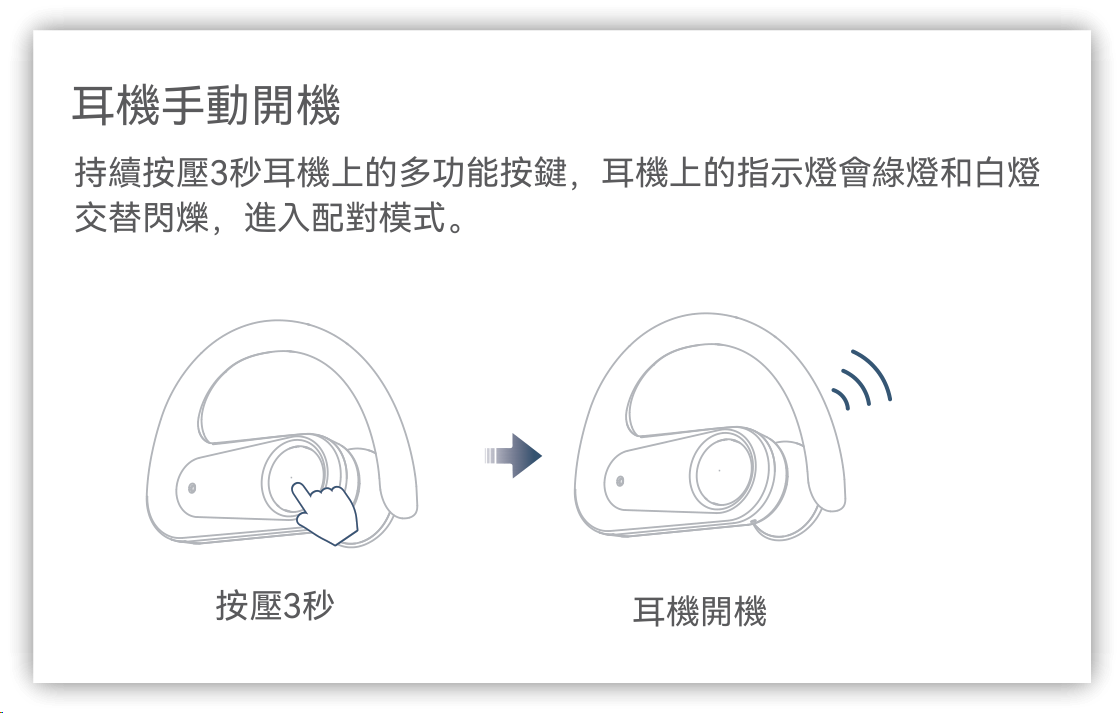 耳機手動開機
持續按壓3秒耳機上的多功能按鍵，耳機上的指示燈會綠燈和白燈
交替閃爍，進入配對模式。
按壓3秒
耳機開機